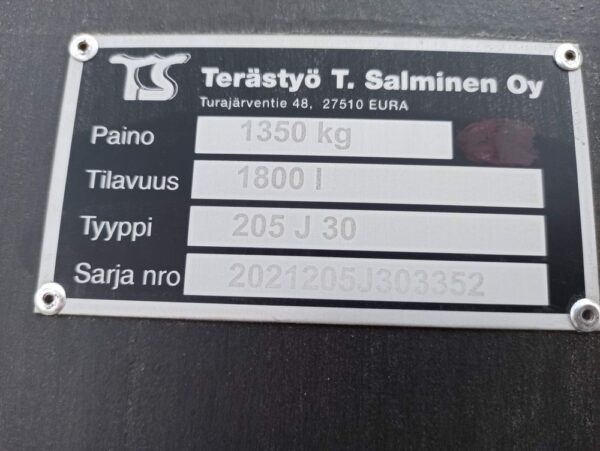 TS Terästyö T. Salminen Oy
Turajärventie 48, 27510 EURA
Paino 1350 kg
Tilavuus 1800 l
Tyyppi 205 J 30
Sarja nro 2021205J303352